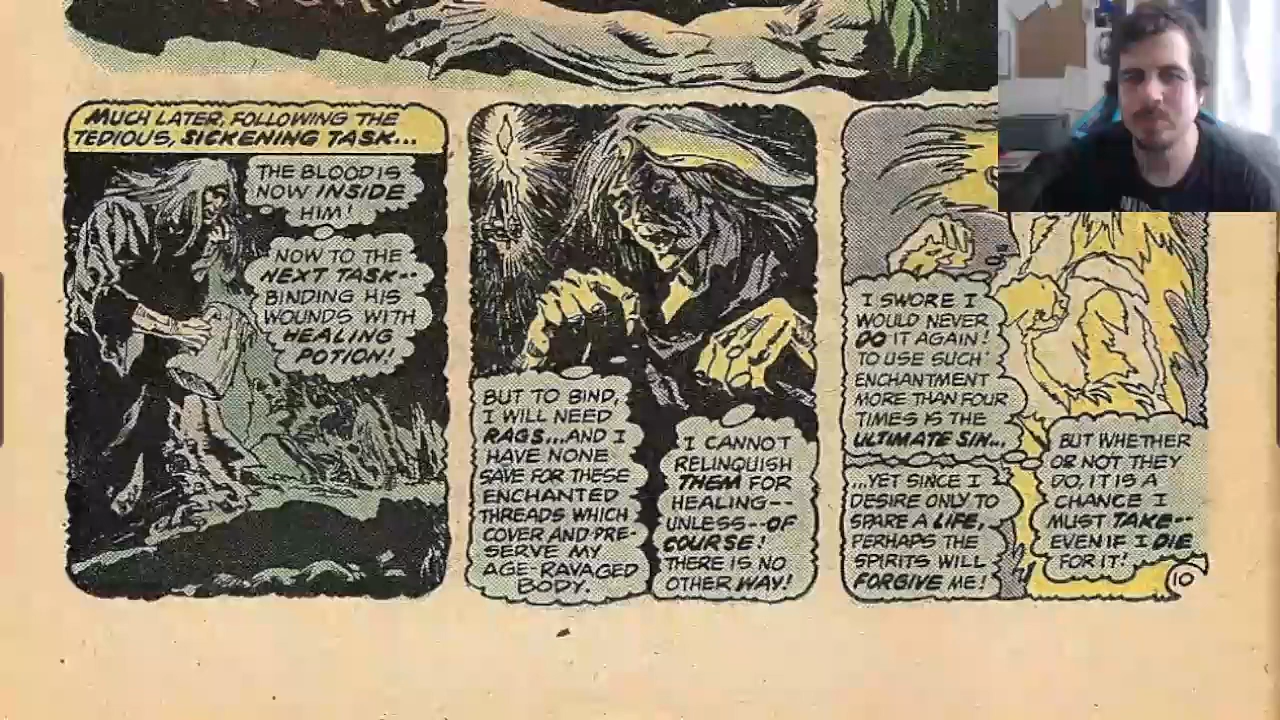 MUCH LATER, FOLLOWING THE
TEDIOUS, SICKENING TASK...
THE BLOOD IS
NOW INSIDE
HIM!
NOW TO THE
NEXT TASK--
BINDING HIS
WOUNDS WITH
HEALING
POTION!
BUT TO BIND,
I WILL NEED
RAGS...AND I
HAVE NONE
SAVE FOR THESE
ENCHANTED
THREADS WHICH
COVER AND PRE-
SERVE MY
AGE-RAVAGED
BODY.
I CANNOT
RELINQUISH
THEM FOR
HEALING--
UNLESS--OF
COURSE!
THERE IS NO
OTHER WAY!
I SWORE I
WOULD NEVER
DO IT AGAIN!
TO USE SUCH
ENCHANTMENT
MORE THAN FOUR
TIMES IS THE
ULTIMATE SIN...
...YET SINCE I
DESIRE ONLY TO
SPARE A LIFE,
PERHAPS THE
SPIRITS WILL
FORGIVE ME!
BUT WHETHER
OR NOT THEY
DO, IT IS A
CHANCE I
MUST TAKE--
EVEN IF I DIE
FOR IT!
10